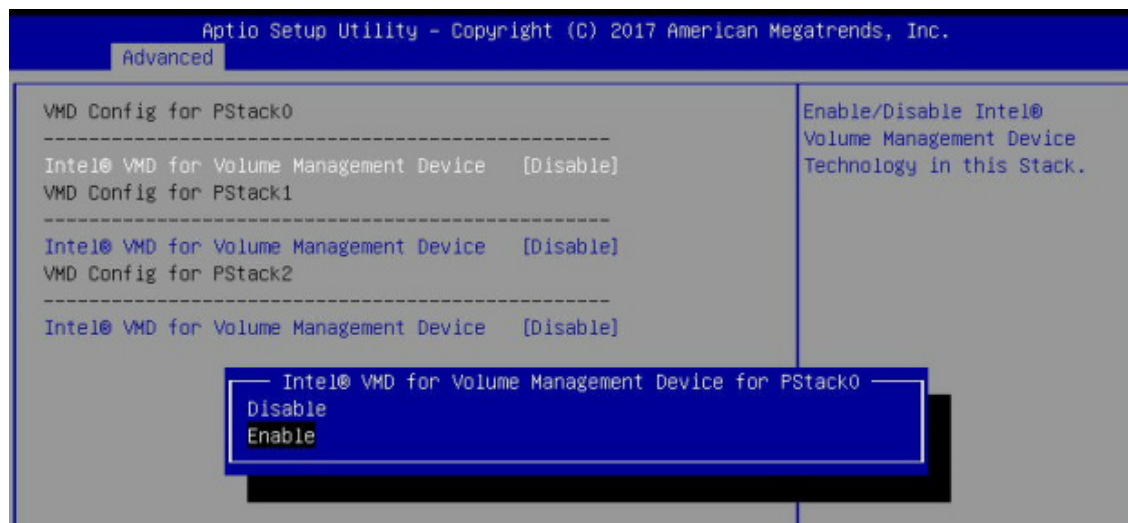 Aptio Setup Utility – Copyright (C) 2017 American Megatrends, Inc.
Advanced
VMD Config for PStack0
--------------------------------------------------
Intel® VMD for Volume Management Device [Disable]
VMD Config for PStack1
--------------------------------------------------
Intel® VMD for Volume Management Device [Disable]
VMD Config for PStack2
--------------------------------------------------
Intel® VMD for Volume Management Device [Disable]
Enable/Disable Intel®
Volume Management Device
Technology in this Stack.
Intel® VMD for Volume Management Device for PStack0
Disable
Enable